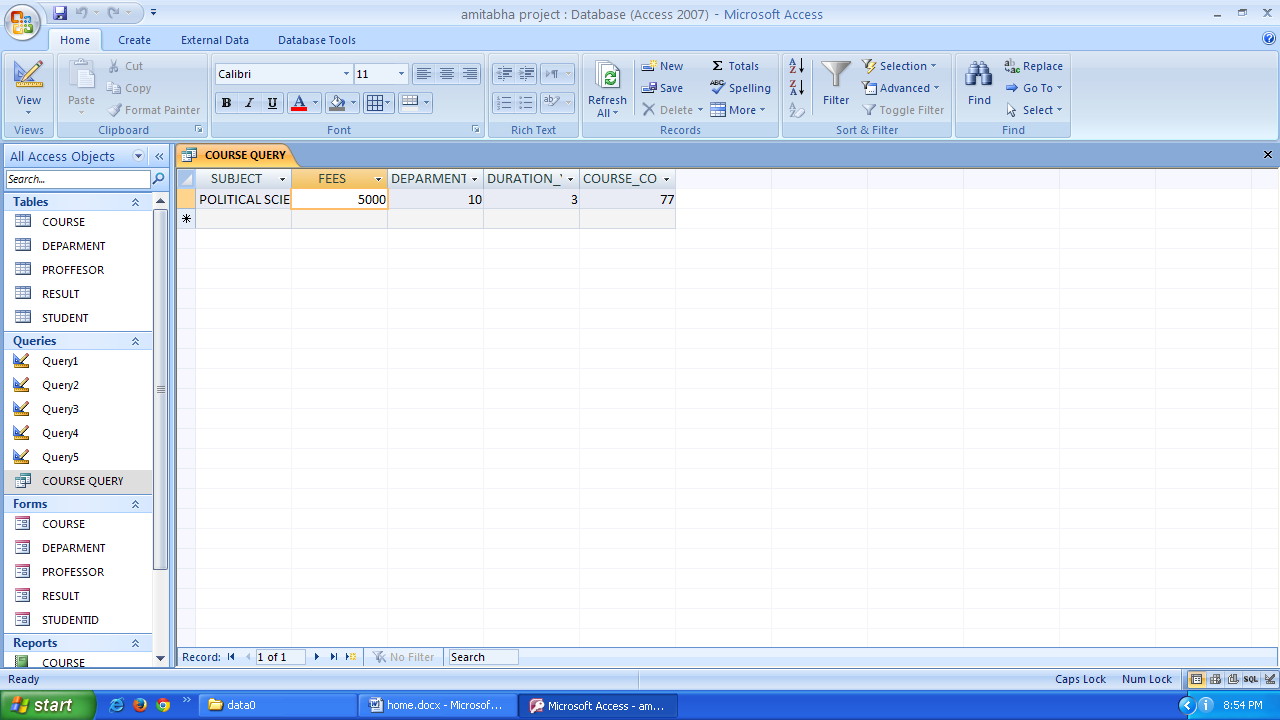 amitabha project : Database (Access 2007) - Microsoft Access
Home Create External Data Database Tools
View
Views
Paste
Cut
Copy
Format Painter
Clipboard
Calibri 11
B I U A
Font
Rich Text
Refresh All
New
Save
Delete
Totals
Spelling
More
Records
Filter
Selection
Advanced
Toggle Filter
Sort & Filter
Find
Replace
Go To
Select
Find
All Access Objects
Search...
Tables
COURSE
DEPARMENT
PROFFESOR
RESULT
STUDENT
Queries
Query1
Query2
Query3
Query4
Query5
COURSE QUERY
Forms
COURSE
DEPARMENT
PROFESSOR
RESULT
STUDENTID
Reports
COURSE
COURSE QUERY
SUBJECT FEES DEPARMENT DURATION_Y COURSE_CO
POLITICAL SCIE 5000 10 3 77
Record: 1 of 1 No Filter Search
Ready Caps Lock Num Lock SQL
start data0 home.docx - Microsof... Microsoft Access - am... 8:54 PM